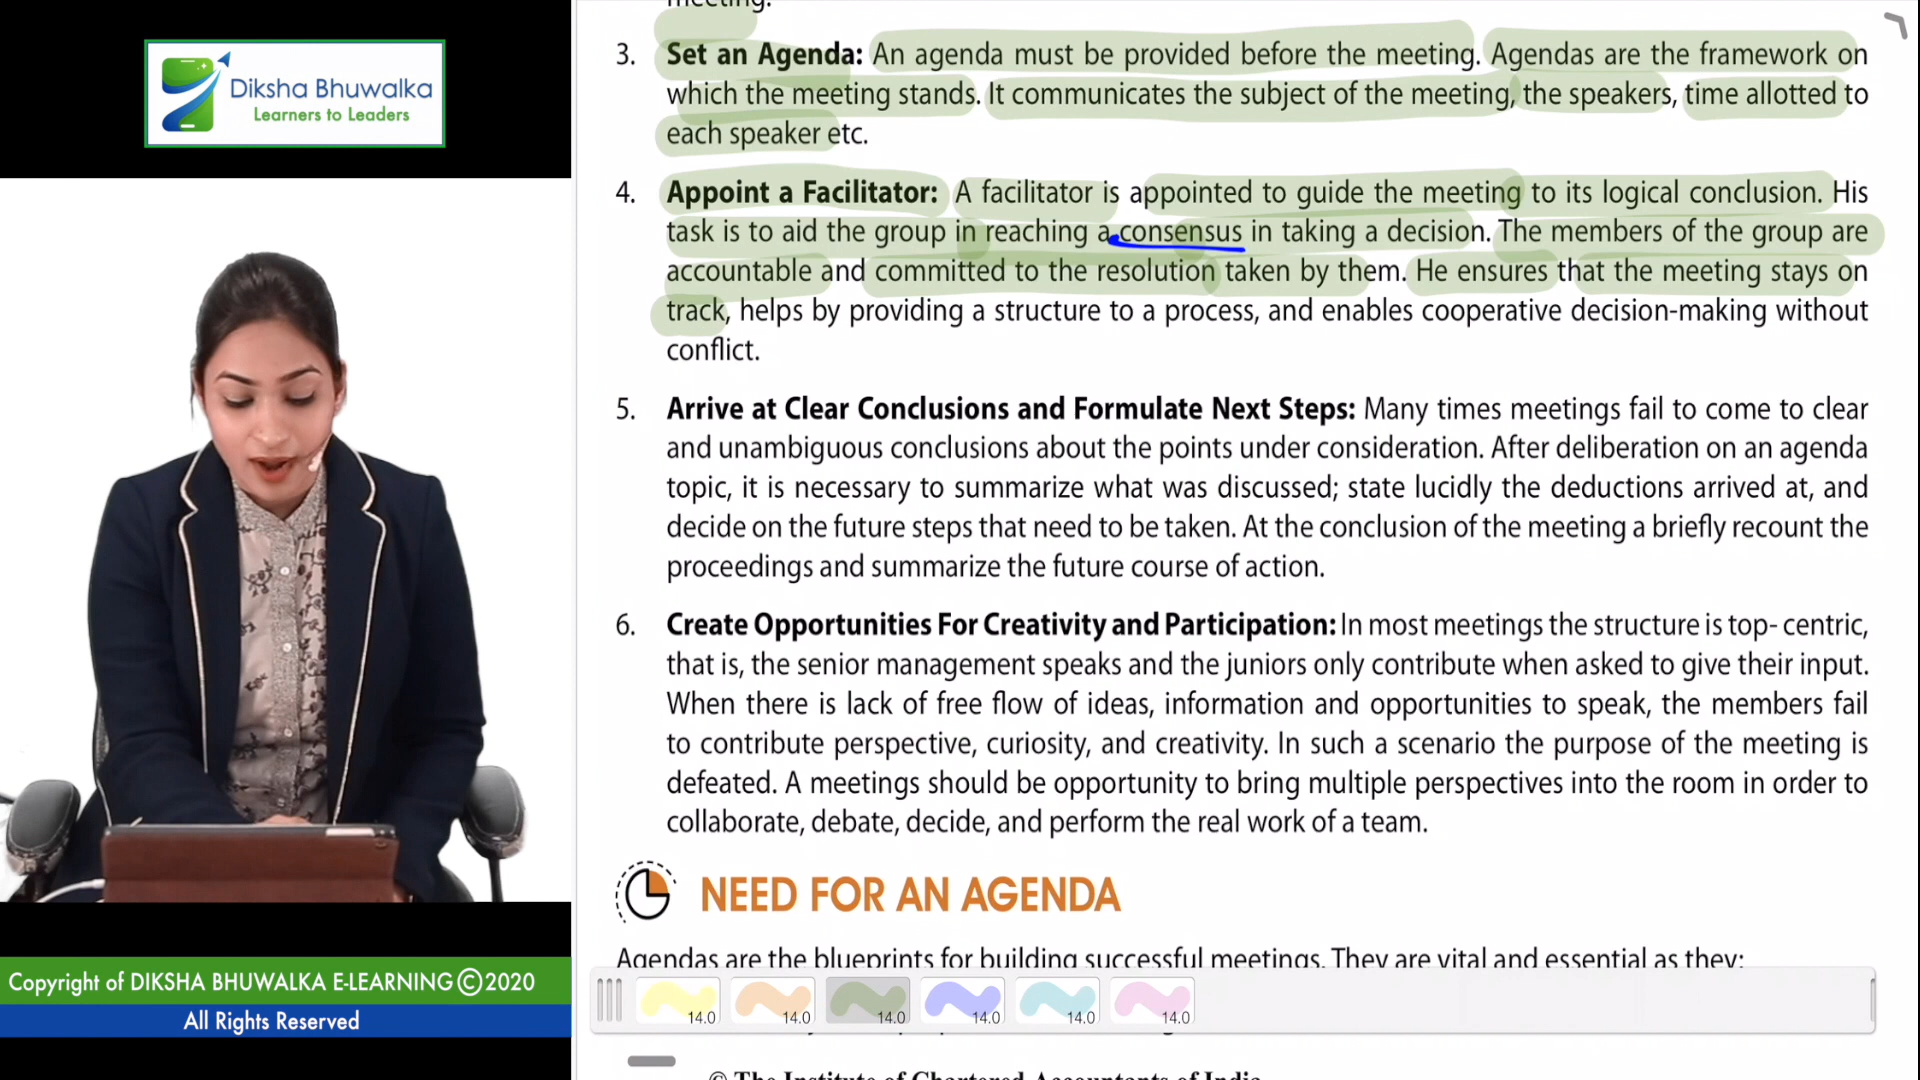 Diksha Bhuwalka
Learners to Leaders
Copyright of DIKSHA BHUWALKA E-LEARNING©2020
All Rights Reserved
meeting.
3. Set an Agenda: An agenda must be provided before the meeting. Agendas are the framework on
which the meeting stands. It communicates the subject of the meeting, the speakers, time allotted to
each speaker etc.
4. Appoint a Facilitator: A facilitator is appointed to guide the meeting to its logical conclusion. His
task is to aid the group in reaching a consensus in taking a decision. The members of the group are
accountable and committed to the resolution taken by them. He ensures that the meeting stays on
track, helps by providing a structure to a process, and enables cooperative decision-making without
conflict.
5. Arrive at Clear Conclusions and Formulate Next Steps: Many times meetings fail to come to clear
and unambiguous conclusions about the points under consideration. After deliberation on an agenda
topic, it is necessary to summarize what was discussed; state lucidly the deductions arrived at, and
decide on the future steps that need to be taken. At the conclusion of the meeting a briefly recount the
proceedings and summarize the future course of action.
6. Create Opportunities For Creativity and Participation: In most meetings the structure is top- centric,
that is, the senior management speaks and the juniors only contribute when asked to give their input.
When there is lack of free flow of ideas, information and opportunities to speak, the members fail
to contribute perspective, curiosity, and creativity. In such a scenario the purpose of the meeting is
defeated. A meetings should be opportunity to bring multiple perspectives into the room in order to
collaborate, debate, decide, and perform the real work of a team.
NEED FOR AN AGENDA
Agendas are the blueprints for building successful meetings. They are vital and essential as they:
14.0 14.0 14.0 14.0 14.0 14.0
© The Institute of Chartered Accountants of India